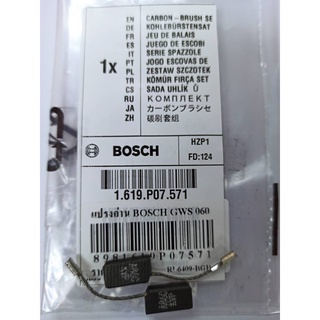 EN CARBON-BRUSH SE
DE KOHLEBÜRSTENSAT
FR JEU DE BALAIS
ES JUEGO DE ESCOBI
IT SERIE SPAZZOLE
1x
PT JOGO ESCOVAS DE
PL ZESTAW SZCZOTEK
TR KÖMÜR FIRÇA SET
CS SADA UHLÍK Ů
RU КОМПЛЕКТ
JA カーボンブラシセ
ZH 碳刷套组
BOSCH
HZP1
FD:124
1.619.P07.571
แปรงถ่าน BOSCH GWS 060
8981619P07571